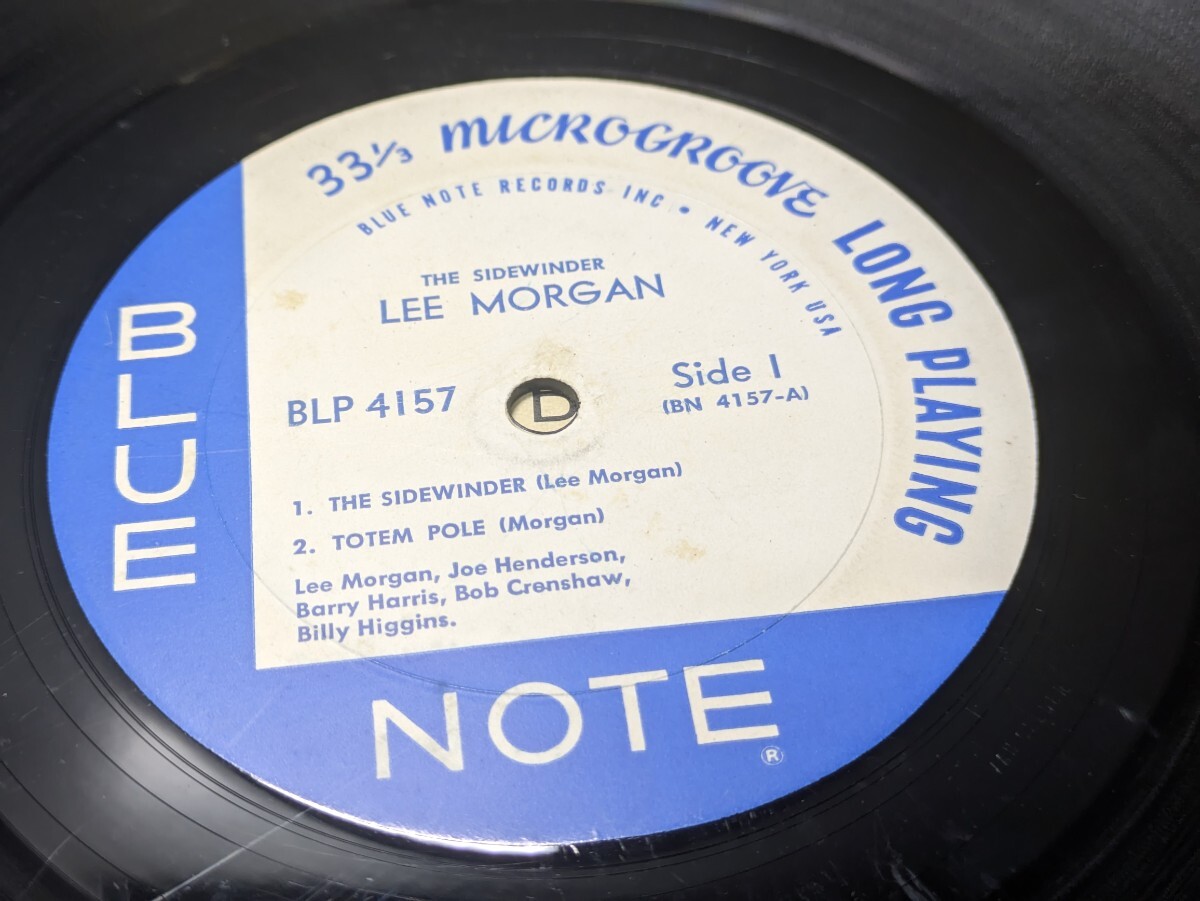 33⅓ MICROGROOVE LONG PLAYING
BLUE NOTE RECORDS INC • NEW YORK USA
THE SIDEWINDER
LEE MORGAN
BLP 4157
Side 1
(BN 4157-A)
1. THE SIDEWINDER (Lee Morgan)
2. TOTEM POLE (Morgan)
Lee Morgan, Joe Henderson,
Barry Harris, Bob Crenshaw,
Billy Higgins.
BLUE
NOTE
®